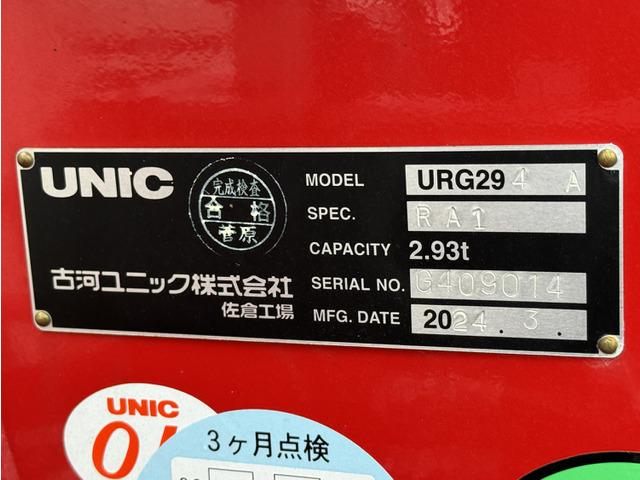 UNIC
完成検査
合格
菅原
古河ユニック株式会社
佐倉工場
MODEL URG294 A
SPEC. RA1
CAPACITY 2.93t
SERIAL NO. G409014
MFG. DATE 2024.3.
UNIC
3ヶ月点検